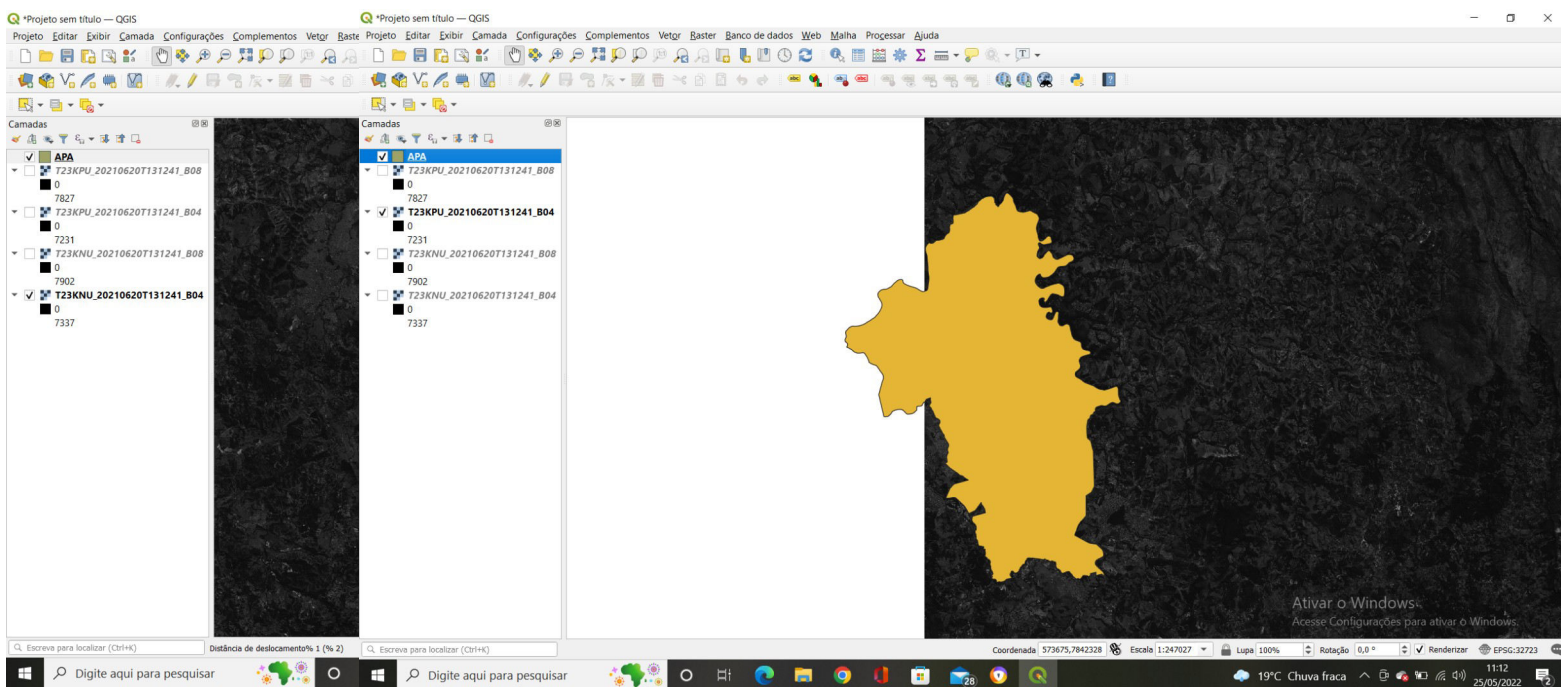 *Projeto sem título — QGIS
Projeto Editar Exibir Camada Configurações Complementos Vetor Raste
Camadas
APA
T23KPU_20210620T131241_B08
0
7827
T23KPU_20210620T131241_B04
0
7231
T23KNU_20210620T131241_B08
0
7902
T23KNU_20210620T131241_B04
0
7337
Escreva para localizar (Ctrl+K) Distância de deslocamento% 1 (% 2)
Digite aqui para pesquisar
*Projeto sem título — QGIS
Projeto Editar Exibir Camada Configurações Complementos Vetor Raster Banco de dados Web Malha Processar Ajuda
abc abc abc
Camadas
APA
T23KPU_20210620T131241_B08
0
7827
T23KPU_20210620T131241_B04
0
7231
T23KNU_20210620T131241_B08
0
7902
T23KNU_20210620T131241_B04
0
7337
Ativar o Windows
Acesse Configurações para ativar o Windows.
Escreva para localizar (Ctrl+K) Coordenada 573675,7842328 Escala 1:247027 Lupa 100% Rotação 0,0 ° Renderizar EPSG:32723
Digite aqui para pesquisar 28 19°C Chuva fraca 11:12
25/05/2022 2